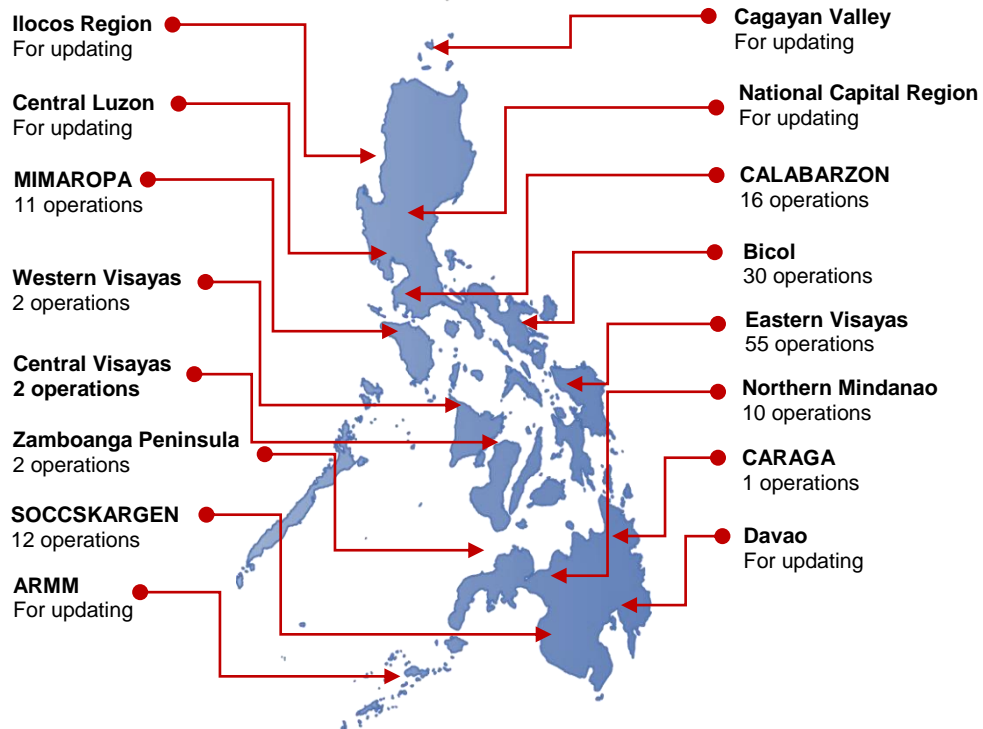 Ilocos Region
For updating
Central Luzon
For updating
MIMAROPA
11 operations
Western Visayas
2 operations
Central Visayas
2 operations
Zamboanga Peninsula
2 operations
SOCCSKARGEN
12 operations
ARMM
For updating
Cagayan Valley
For updating
National Capital Region
For updating
CALABARZON
16 operations
Bicol
30 operations
Eastern Visayas
55 operations
Northern Mindanao
10 operations
CARAGA
1 operations
Davao
For updating